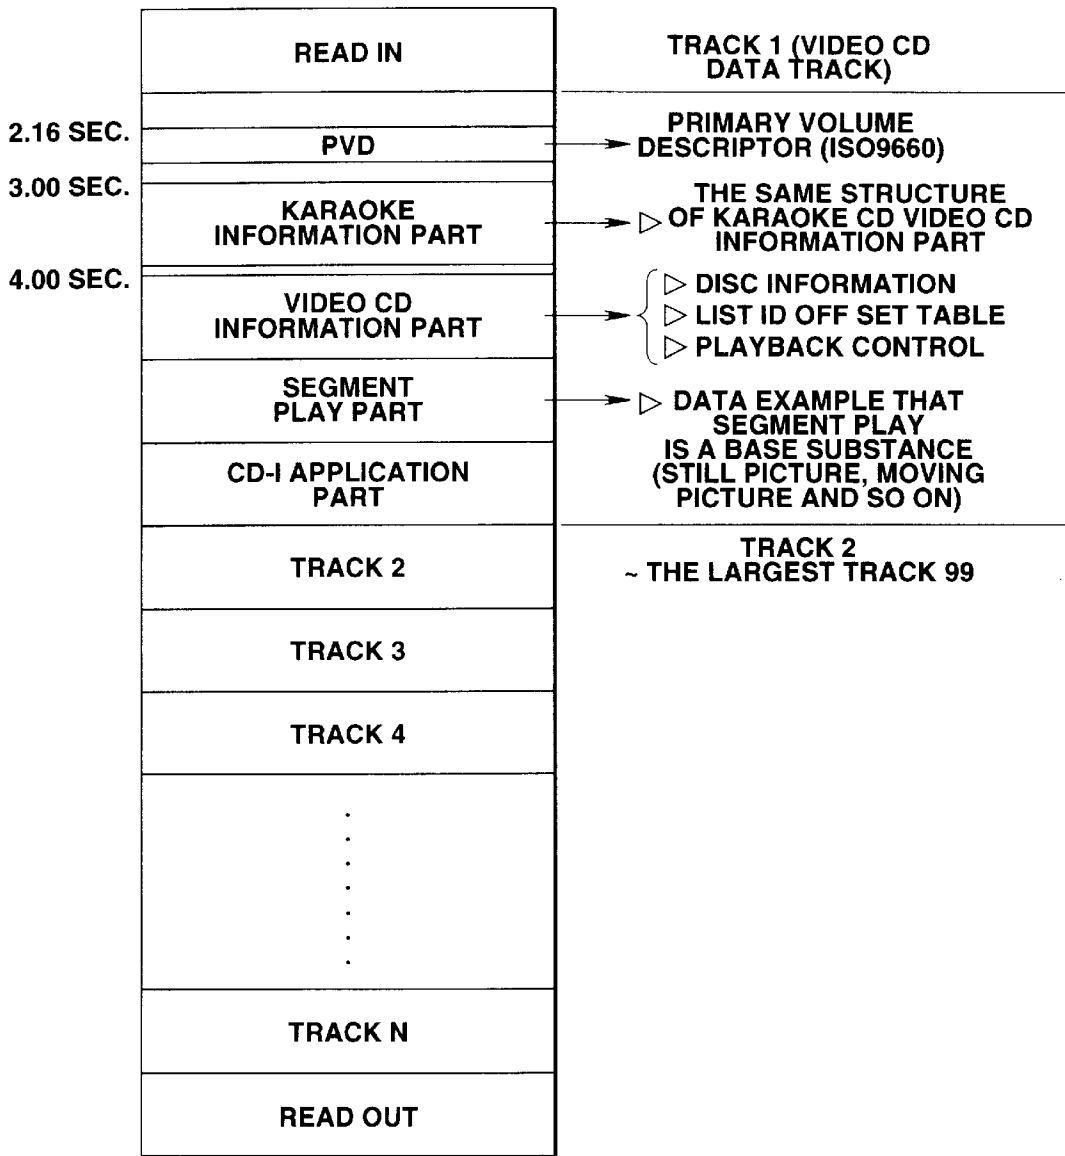 READ IN
TRACK 1 (VIDEO CD
DATA TRACK)
2.16 SEC.
PVD
PRIMARY VOLUME
DESCRIPTOR (ISO9660)
3.00 SEC.
KARAOKE
INFORMATION PART
THE SAME STRUCTURE
OF KARAOKE CD VIDEO CD
INFORMATION PART
4.00 SEC.
VIDEO CD
INFORMATION PART
DISC INFORMATION
LIST ID OFF SET TABLE
PLAYBACK CONTROL
SEGMENT
PLAY PART
DATA EXAMPLE THAT
SEGMENT PLAY
IS A BASE SUBSTANCE
(STILL PICTURE, MOVING
PICTURE AND SO ON)
CD-I APPLICATION
PART
TRACK 2
TRACK 2
~ THE LARGEST TRACK 99
TRACK 3
TRACK 4
TRACK N
READ OUT